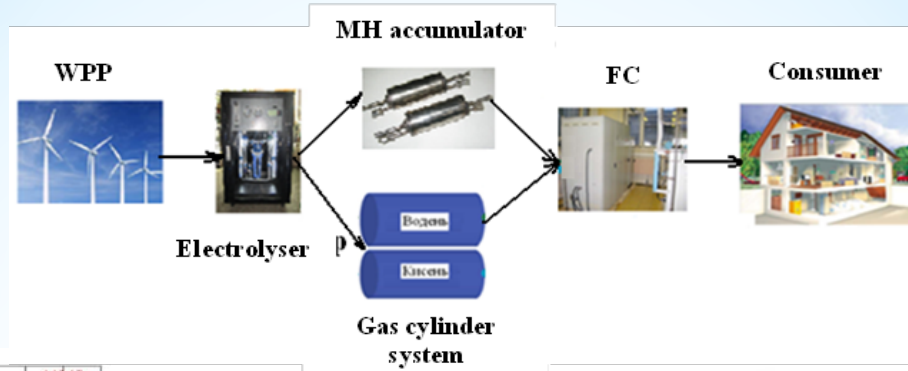 MH accumulator
WPP
FC
Consumer
Водень
Electrolyser
р
Кисень
Gas cylinder
system